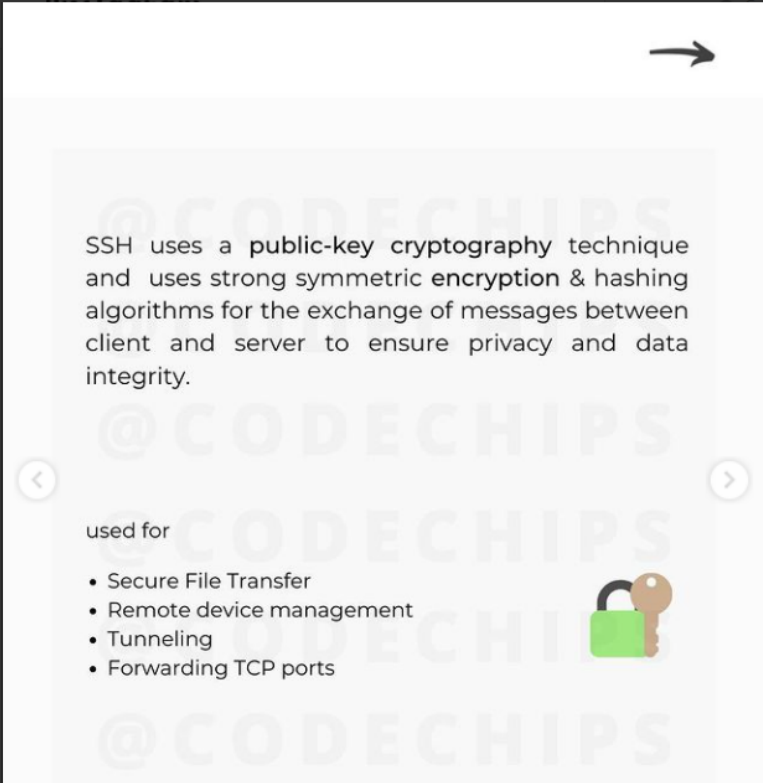 SSH uses a public-key cryptography technique
and uses strong symmetric encryption & hashing
algorithms for the exchange of messages between
client and server to ensure privacy and data
integrity.
@CODECHIPS
used for
@CODECHIPS
• Secure File Transfer
• Remote device management
• Tunneling
• Forwarding TCP ports
@CODECHIPS